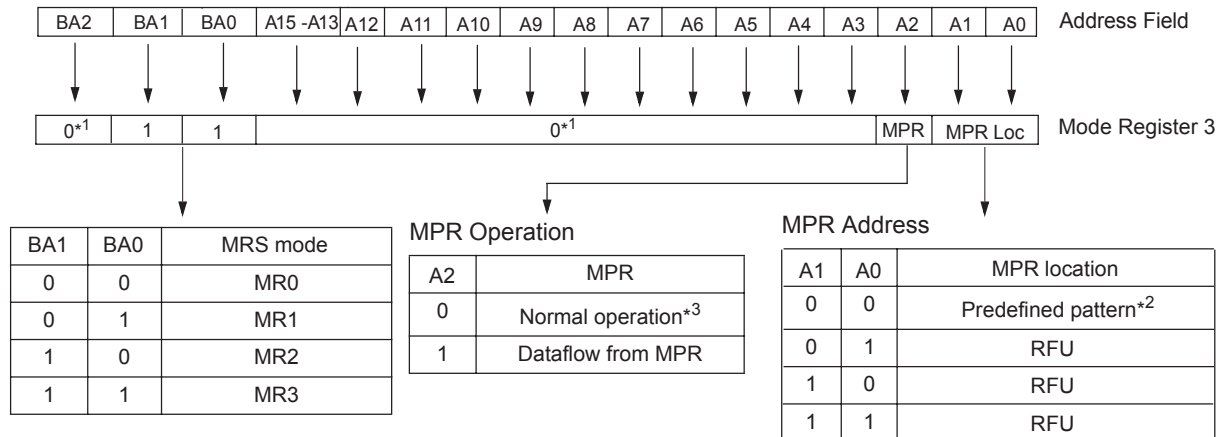 BA2 BA1 BA0 A15 -A13 A12 A11 A10 A9 A8 A7 A6 A5 A4 A3 A2 A1 A0 Address Field
0*1 1 1 0*1 MPR MPR Loc Mode Register 3
BA1 BA0 MRS mode
0 0 MR0
0 1 MR1
1 0 MR2
1 1 MR3
MPR Operation
A2 MPR
0 Normal operation*3
1 Dataflow from MPR
MPR Address
A1 A0 MPR location
0 0 Predefined pattern*2
0 1 RFU
1 0 RFU
1 1 RFU